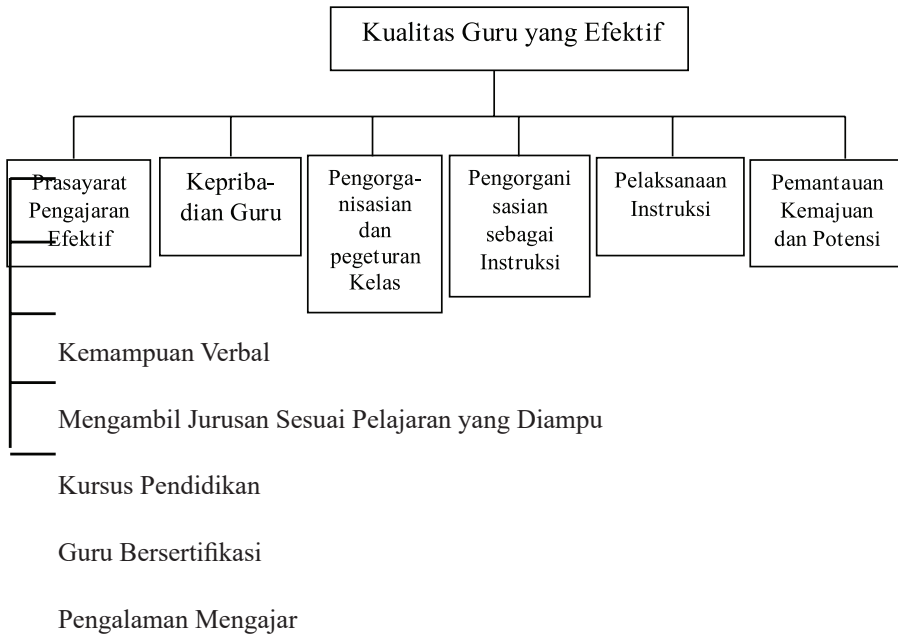 Kualitas Guru yang Efektif
Prasayarat
Pengajaran
Efektif
Kepriba-
dian Guru
Pengorga-
nisasian
dan
pegeturan
Kelas
Pengorgani
sasian
sebagai
Instruksi
Pelaksanaan
Instruksi
Pemantauan
Kemajuan
dan Potensi
Kemampuan Verbal
Mengambil Jurusan Sesuai Pelajaran yang Diampu
Kursus Pendidikan
Guru Bersertifikasi
Pengalaman Mengajar